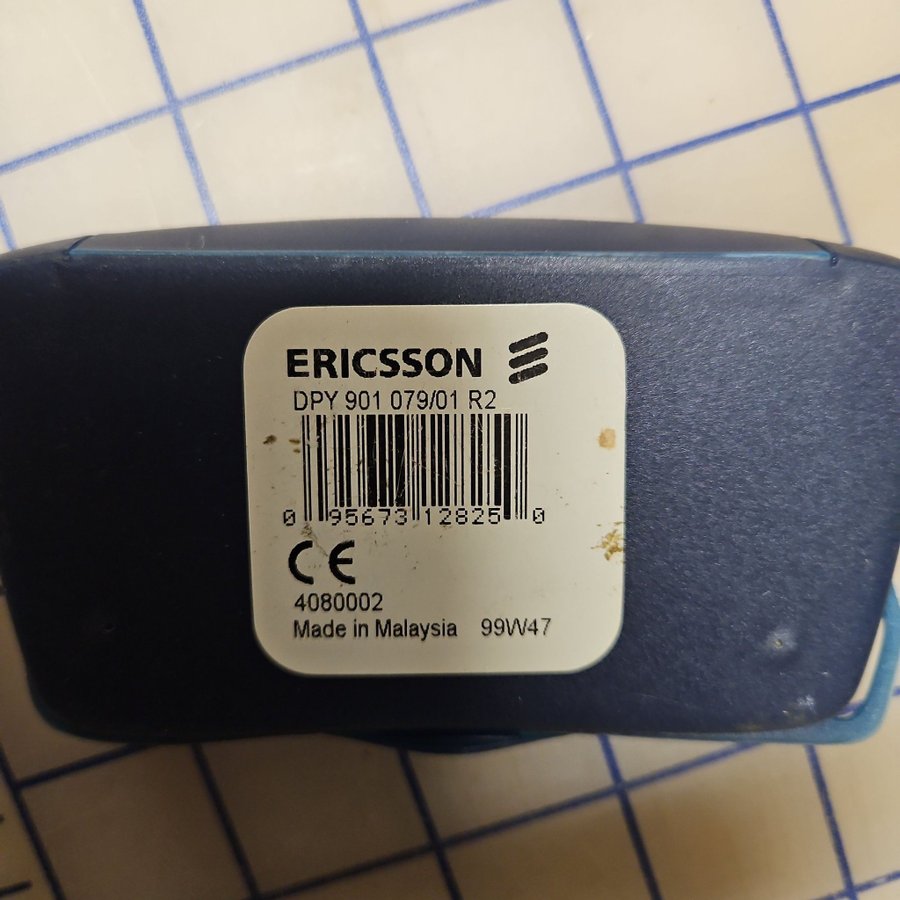 ERICSSON
DPY 901 079/01 R2
0 95673 12825 0
CE
4080002
Made in Malaysia 99W47